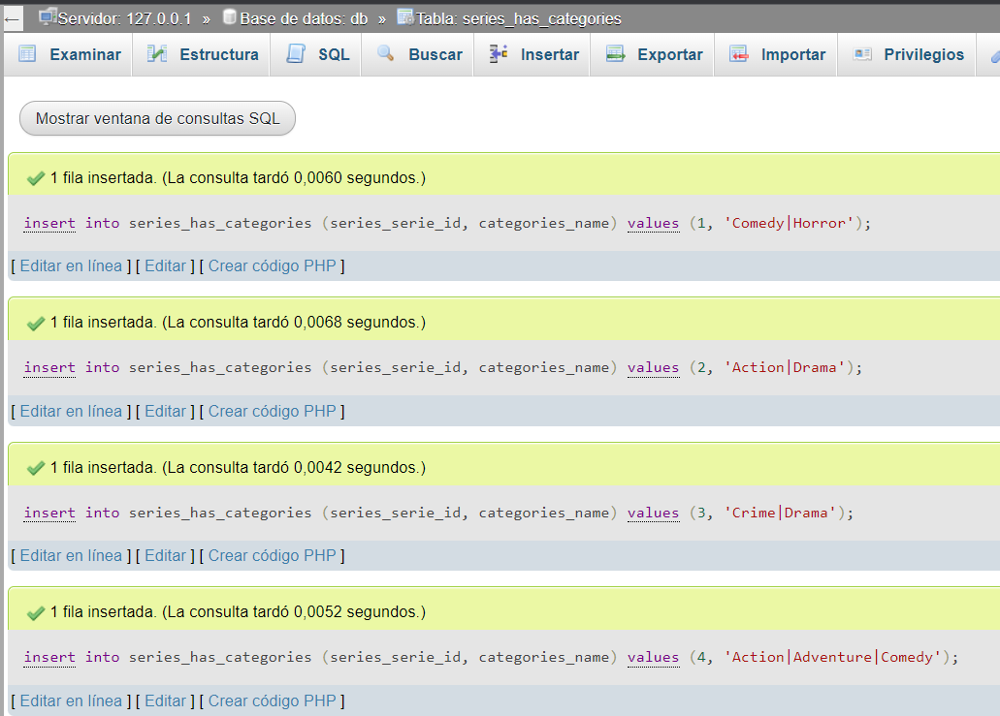 ← Servidor: 127.0.0.1 » Base de datos: db » Tabla: series_has_categories
Examinar Estructura SQL Buscar Insertar Exportar Importar Privilegios
Mostrar ventana de consultas SQL
1 fila insertada. (La consulta tardó 0,0060 segundos.)
insert into series_has_categories (series_serie_id, categories_name) values (1, 'Comedy|Horror');
[ Editar en línea ] [ Editar ] [ Crear código PHP ]
1 fila insertada. (La consulta tardó 0,0068 segundos.)
insert into series_has_categories (series_serie_id, categories_name) values (2, 'Action|Drama');
[ Editar en línea ] [ Editar ] [ Crear código PHP ]
1 fila insertada. (La consulta tardó 0,0042 segundos.)
insert into series_has_categories (series_serie_id, categories_name) values (3, 'Crime|Drama');
[ Editar en línea ] [ Editar ] [ Crear código PHP ]
1 fila insertada. (La consulta tardó 0,0052 segundos.)
insert into series_has_categories (series_serie_id, categories_name) values (4, 'Action|Adventure|Comedy');
[ Editar en línea ] [ Editar ] [ Crear código PHP ]